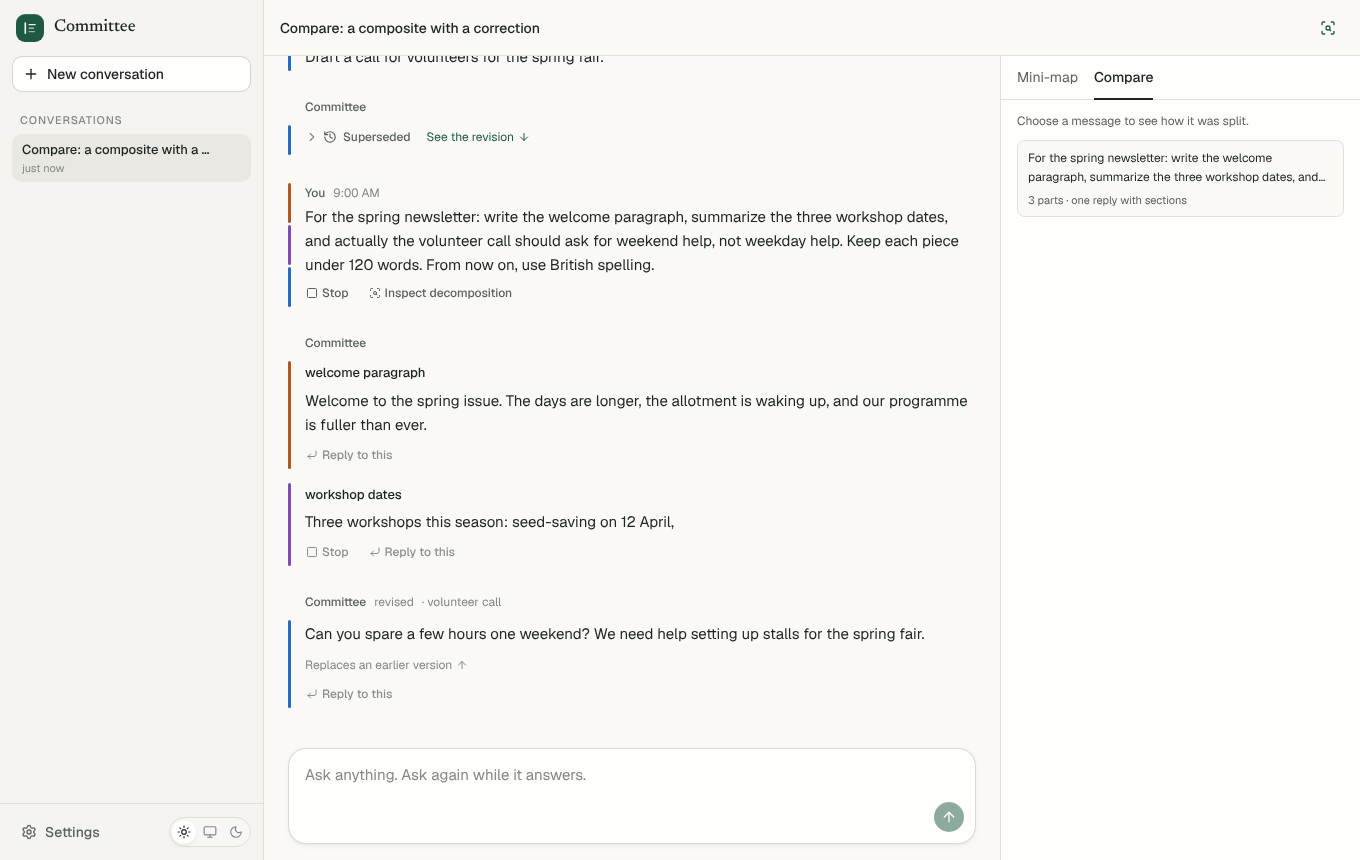 Committee
Compare: a composite with a correction
New conversation
CONVERSATIONS
Compare: a composite with a ...
just now
Draft a call for volunteers for the spring fair.
Committee
Superseded See the revision ↓
You 9:00 AM
For the spring newsletter: write the welcome paragraph, summarize the three workshop dates,
and actually the volunteer call should ask for weekend help, not weekday help. Keep each piece
under 120 words. From now on, use British spelling.
Stop Inspect decomposition
Committee
welcome paragraph
Welcome to the spring issue. The days are longer, the allotment is waking up, and our programme
is fuller than ever.
Reply to this
workshop dates
Three workshops this season: seed-saving on 12 April,
Stop Reply to this
Committee revised · volunteer call
Can you spare a few hours one weekend? We need help setting up stalls for the spring fair.
Replaces an earlier version ↑
Reply to this
Ask anything. Ask again while it answers.
Mini-map Compare
Choose a message to see how it was split.
For the spring newsletter: write the welcome
paragraph, summarize the three workshop dates, and...
3 parts · one reply with sections
Settings